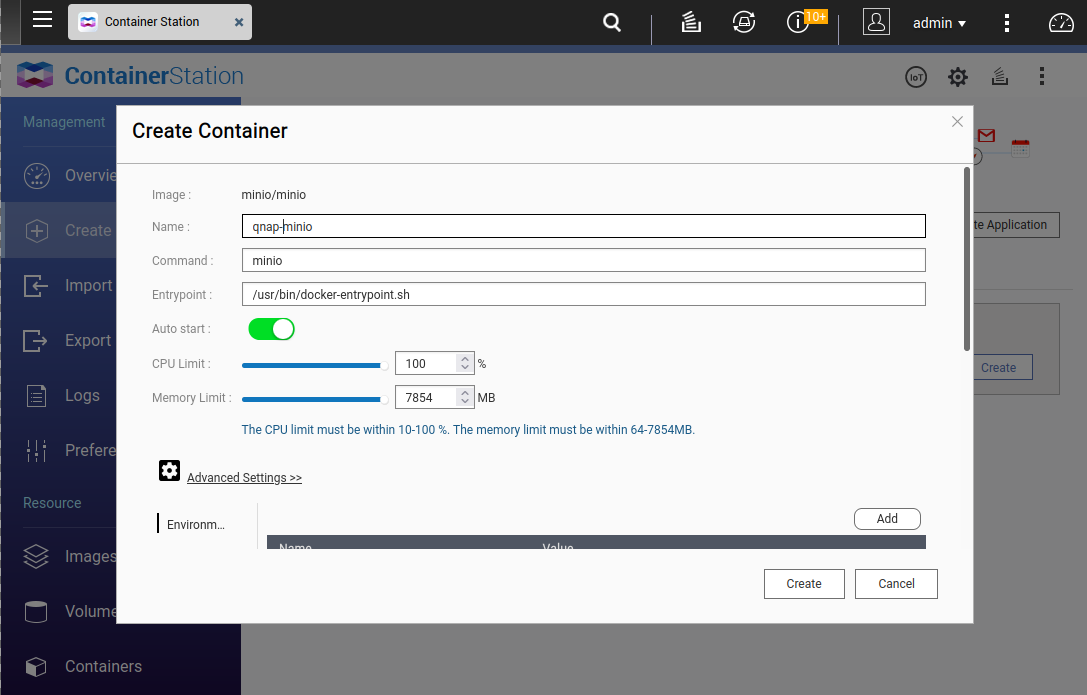 Container Station
10+
admin
ContainerStation
IoT
Management
Create Container
Overvie
Image :
minio/minio
Name :
qnap-minio
te Application
Create
Command :
minio
Import
Entrypoint :
/usr/bin/docker-entrypoint.sh
Auto start :
Export
CPU Limit :
100
%
Create
Logs
Memory Limit :
7854
MB
The CPU limit must be within 10-100 %. The memory limit must be within 64-7854MB.
Prefere
Advanced Settings >>
Resource
Environm...
Add
Name
Value
Images
Create
Cancel
Volume
Containers